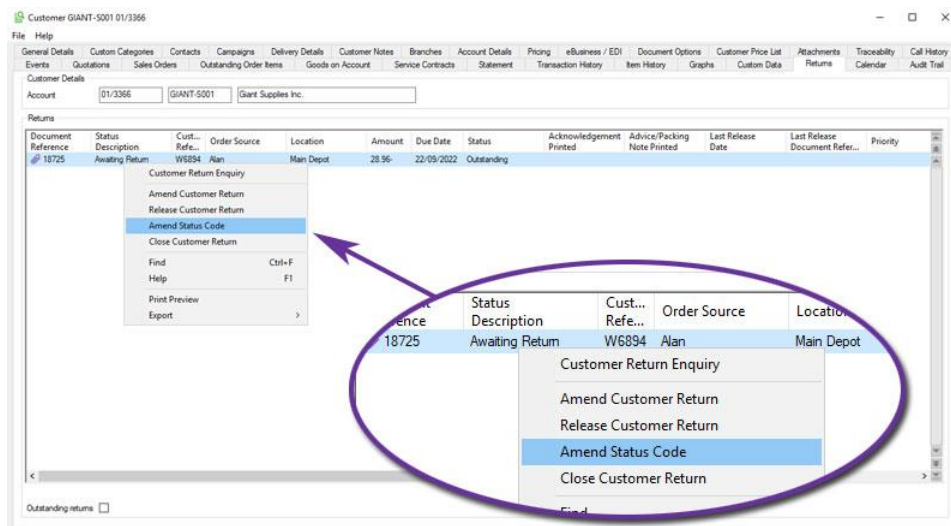 Customer GIANT-S001 01/3366
File Help
General Details Custom Categories Contacts Campaigns Delivery Details Customer Notes Branches Account Details Pricing eBusiness / EDI Document Options Customer Price List Attachments Traceability Call History
Events Quotations Sales Orders Outstanding Order Items Goods on Account Service Contracts Statement Transaction History Item History Graphs Custom Data Returns Calendar Audit Trail
Customer Details
Account 01/3366 GIANT-S001 Giant Supplies Inc.
Returns
Document Reference Status Description Cust... Refe... Order Source Location Amount Due Date Status Acknowledgement Printed Advice/Packing Note Printed Last Release Date Last Release Document Refer... Priority
18725 Awaiting Return W6894 Alan Main Depot 28.96- 22/09/2022 Outstanding
Customer Return Enquiry
Amend Customer Return
Release Customer Return
Amend Status Code
Close Customer Return
Find Ctrl+F
Help F1
Print Preview
Export >
Status Cust...
ence Description Refe... Order Source Location
18725 Awaiting Return W6894 Alan Main Depot
Customer Return Enquiry
Amend Customer Return
Release Customer Return
Amend Status Code
Close Customer Return
Find
Outstanding returns